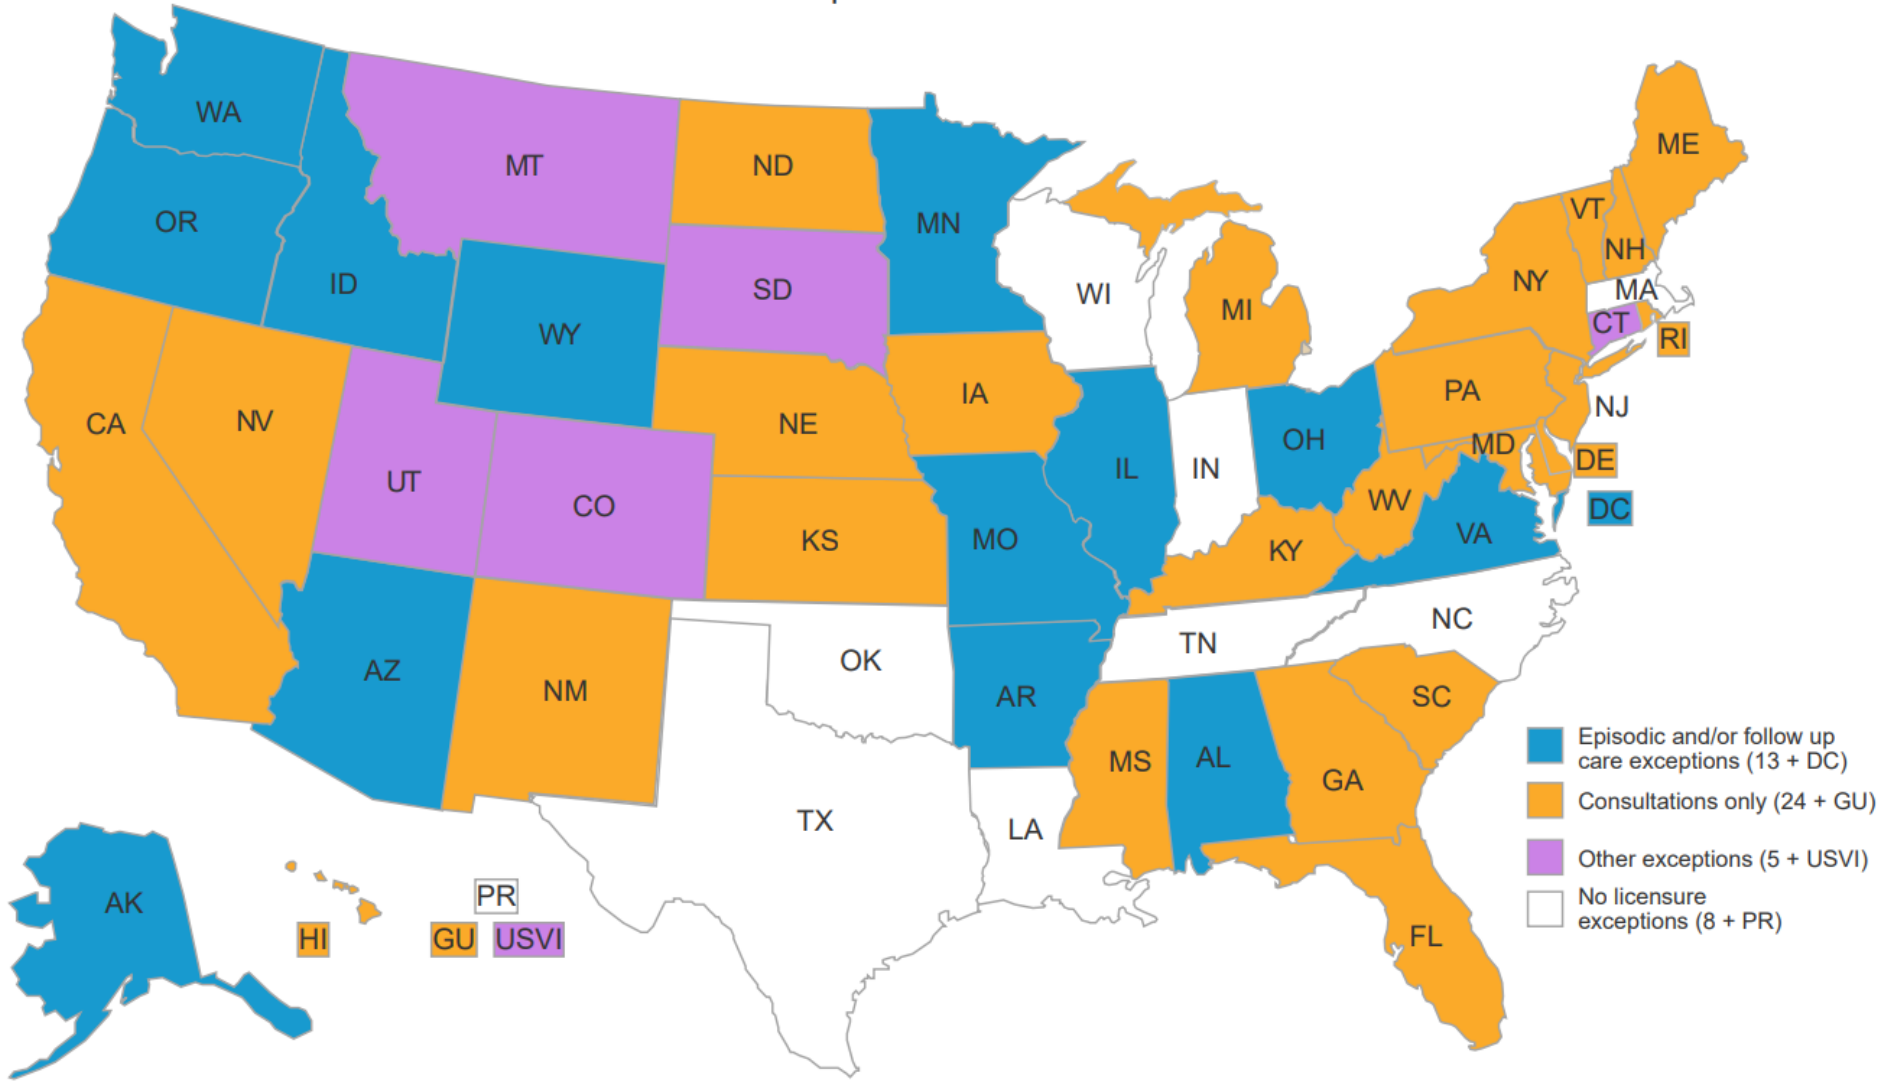 WA
MT
ND
MN
ME
OR
ID
SD
WI
MI
VT
NH
NY
MA
CT
RI
WY
CA
NV
NE
IA
PA
NJ
UT
CO
KS
MO
IL
IN
OH
MD
DE
WV
DC
VA
KY
AZ
NM
OK
AR
TN
NC
SC
MS
AL
GA
TX
LA
FL
AK
HI
PR
GU
USVI
Episodic and/or follow up
care exceptions (13 + DC)
Consultations only (24 + GU)
Other exceptions (5 + USVI)
No licensure
exceptions (8 + PR)